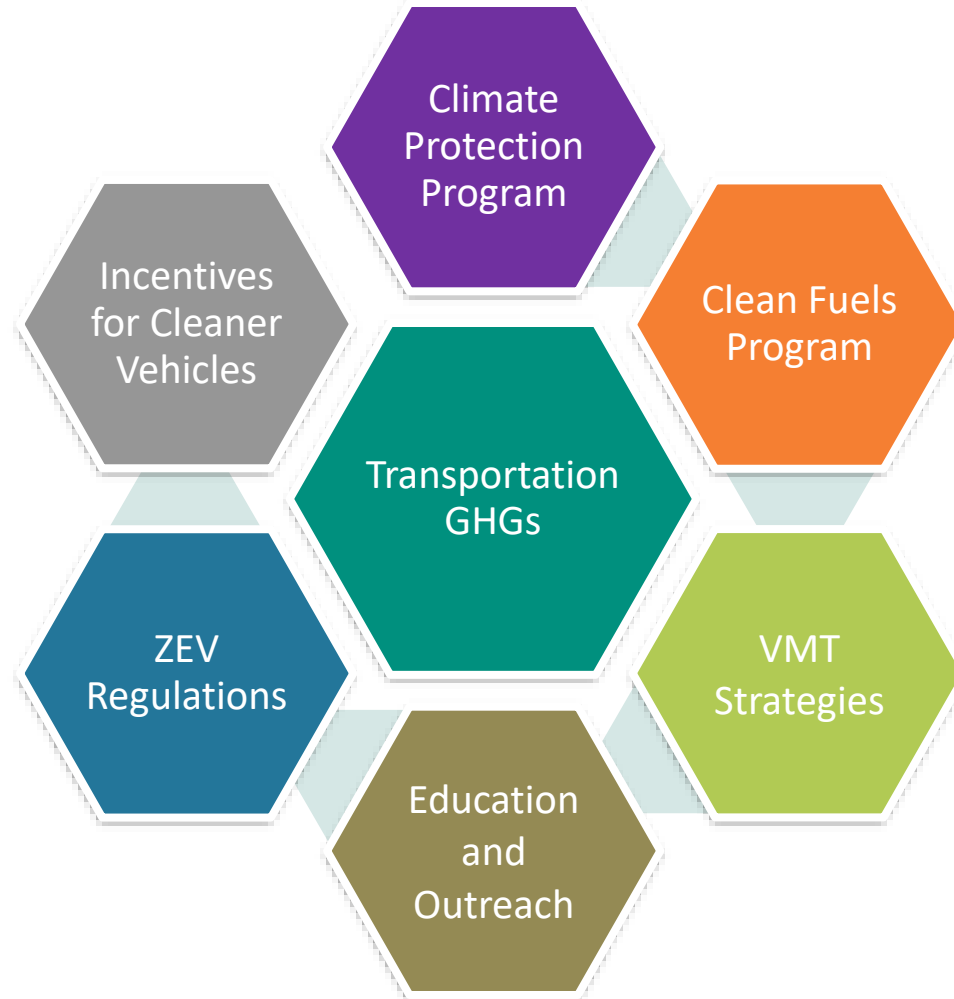 Climate
Protection
Program
Incentives
for Cleaner
Vehicles
Clean Fuels
Program
Transportation
GHGs
ZEV
Regulations
VMT
Strategies
Education
and
Outreach